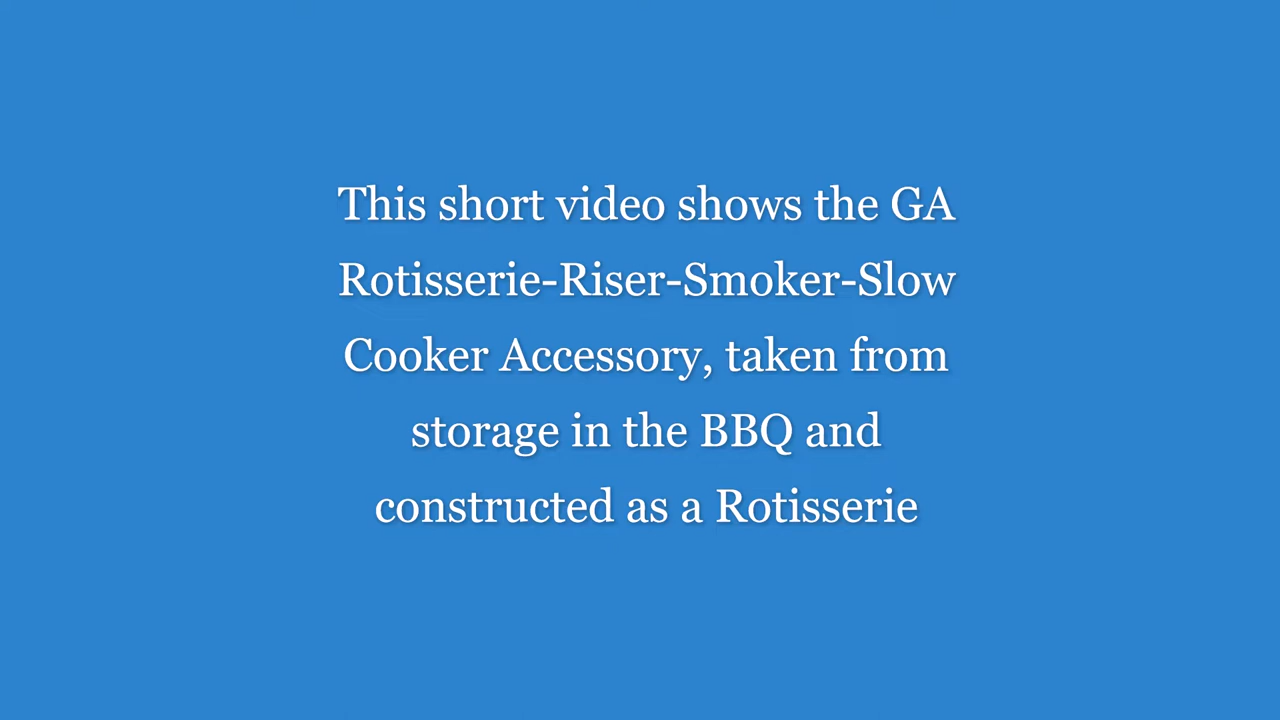 This short video shows the GA
Rotisserie-Riser-Smoker-Slow
Cooker Accessory, taken from
storage in the BBQ and
constructed as a Rotisserie